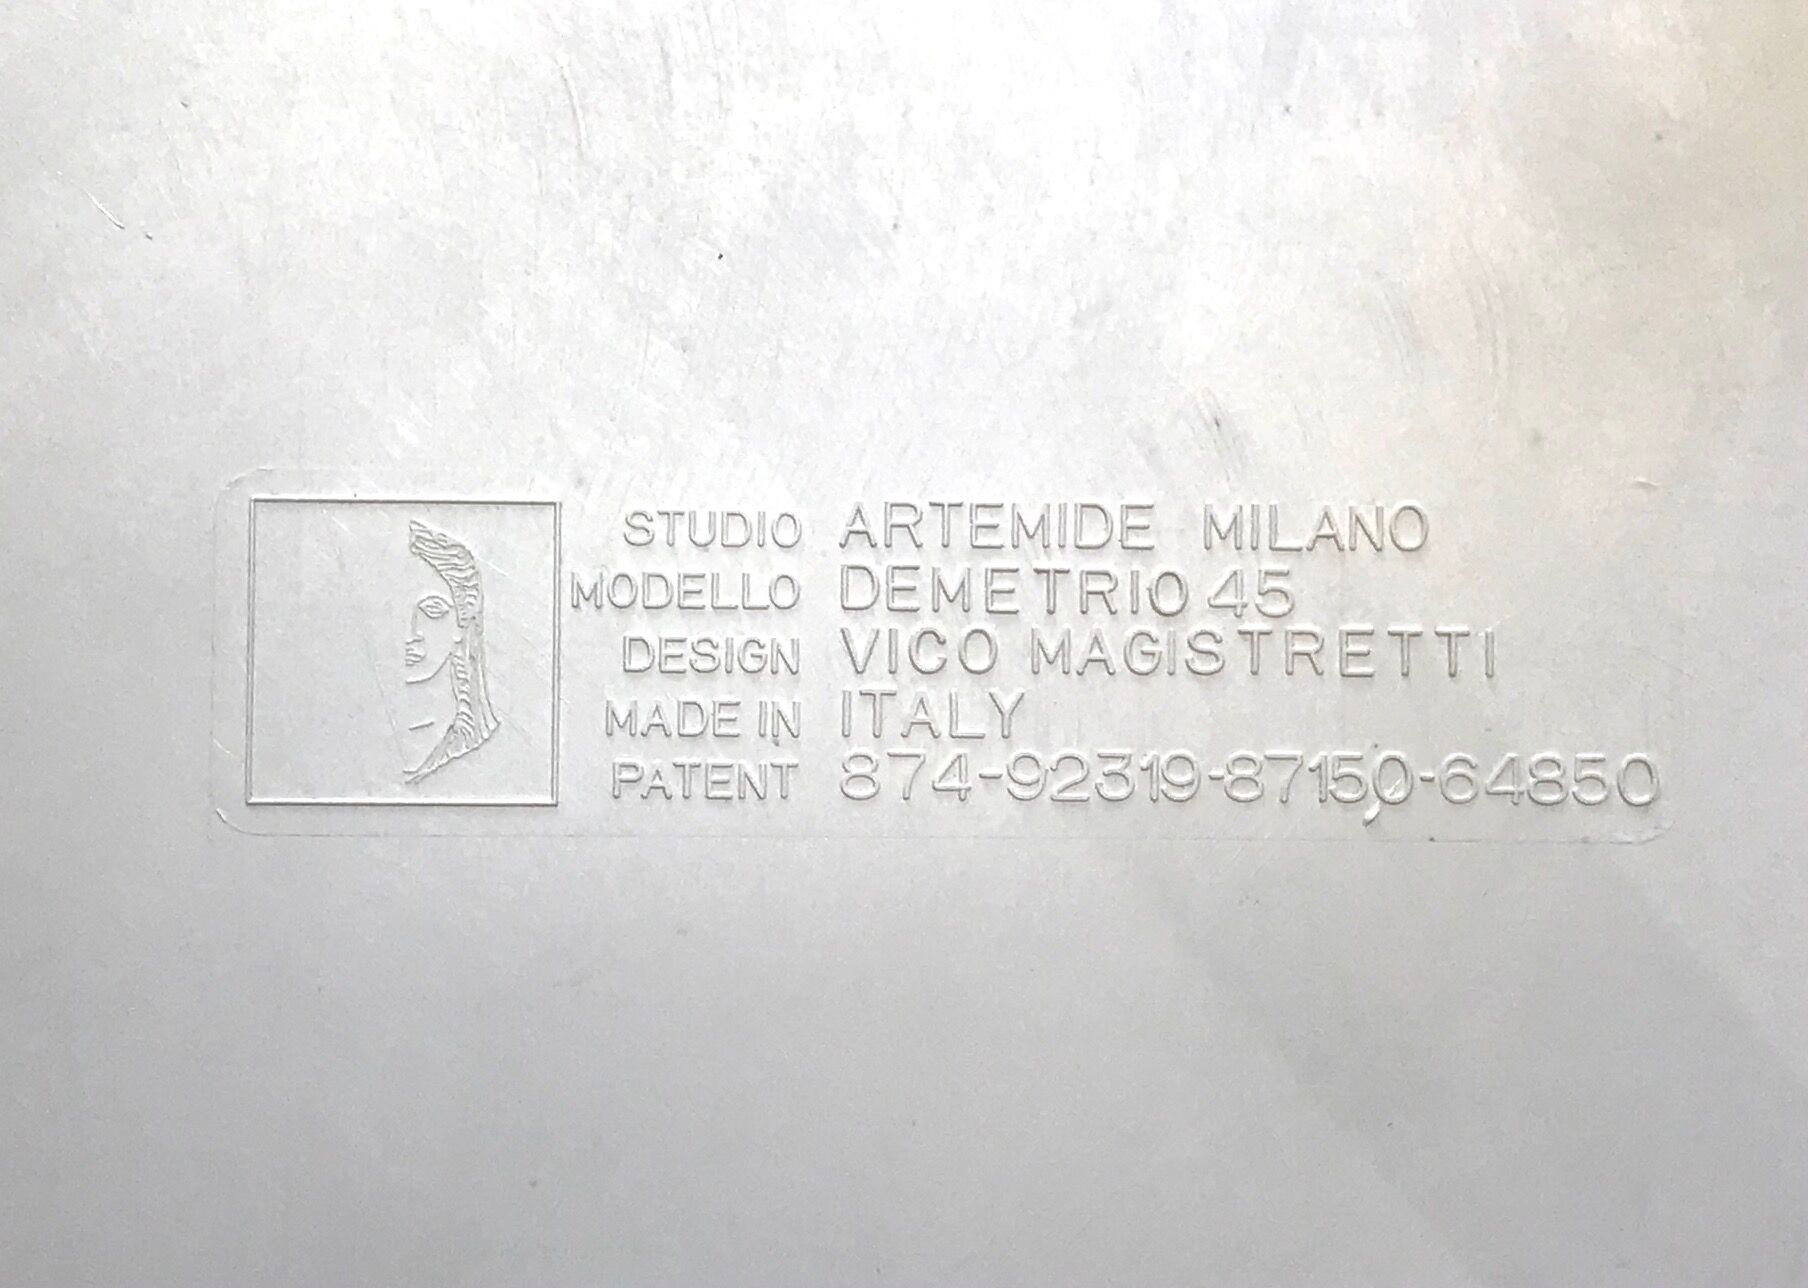 STUDIO ARTEMIDE MILANO
MODELLO DEMETRIO 45
DESIGN VICO MAGISTRETTI
MADE IN ITALY
PATENT 874-92319-87150-64850